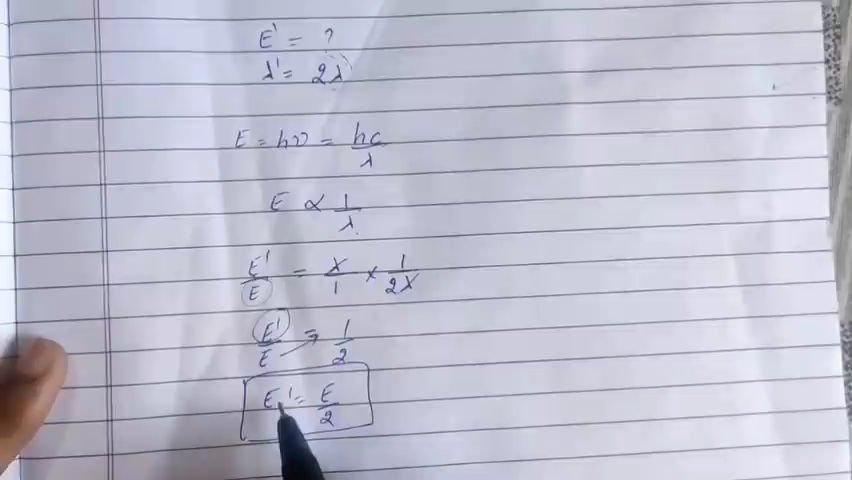 E' = ?
λ' = 2λ
E = hν = hc/λ
E ∝ 1/λ
E'/E = λ/1 × 1/2λ
E'/E = 1/2
E' = E/2